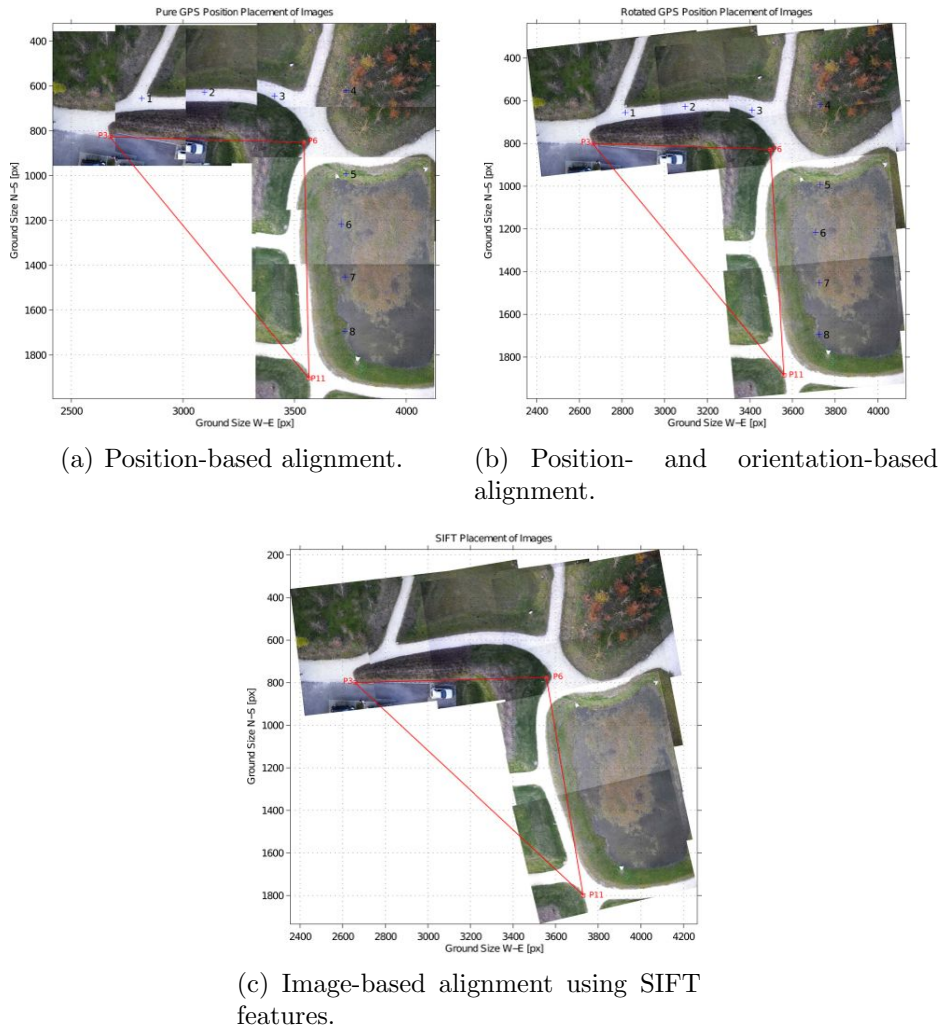 Pure GPS Position Placement of Images
400
600
800
1000
1200
1400
1600
1800
Ground Size N-S [px]
1
2
3
4
5
6
7
8
P3
P6
P11
2500
3000
3500
4000
Ground Size W-E [px]
(a) Position-based alignment.
Rotated GPS Position Placement of Images
400
600
800
1000
1200
1400
1600
1800
Ground Size N-S [px]
1
2
3
4
5
6
7
8
P3
P6
P11
2400
2600
2800
3000
3200
3400
3600
3800
4000
Ground Size W-E [px]
(b) Position- and orientation-based
alignment.
SIFT Placement of Images
200
400
600
800
1000
1200
1400
1600
1800
Ground Size N-S [px]
P3
P6
P11
2400
2600
2800
3000
3200
3400
3600
3800
4000
4200
Ground Size W-E [px]
(c) Image-based alignment using SIFT
features.